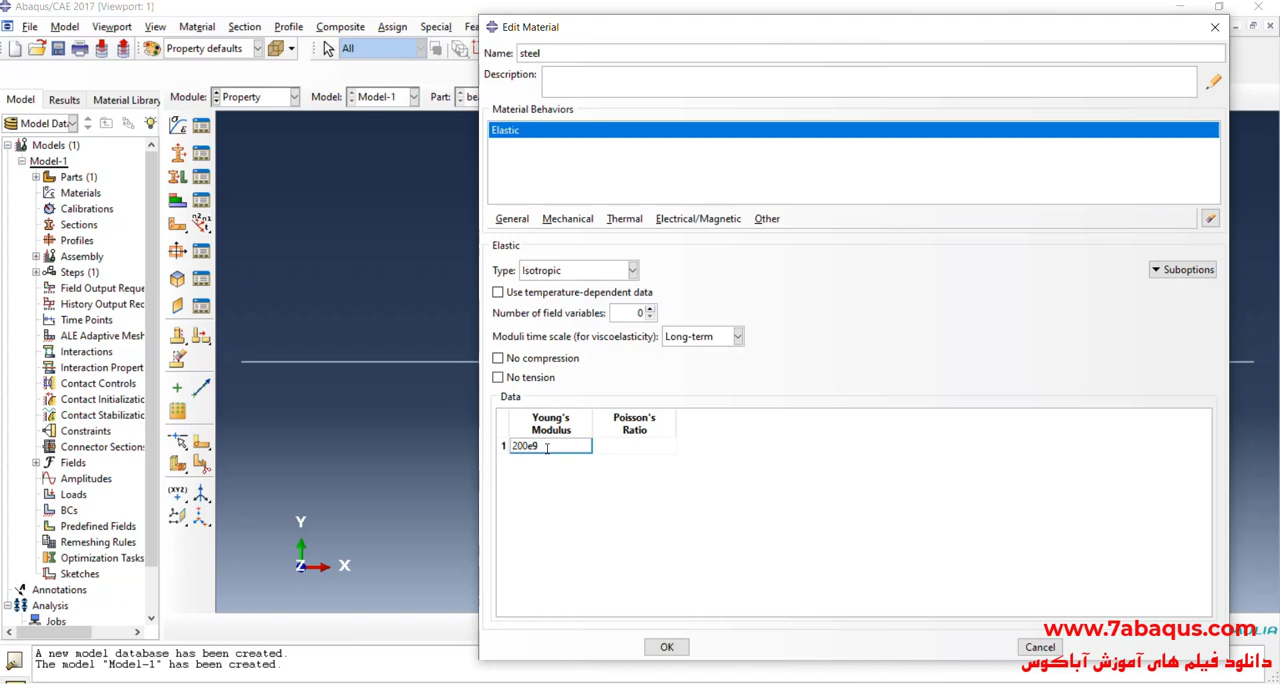 Abaqus/CAE 2017 [Viewport: 1]
File Model Viewport View Material Section Profile Composite Assign Special Fea
Property defaults
All
Model Results Material Library
Module: Property Model: Model-1 Part: be
Model Data
Models (1)
Model-1
Parts (1)
Materials
Calibrations
Sections
Profiles
Assembly
Steps (1)
Field Output Reque
History Output Rec
Time Points
ALE Adaptive Mesh
Interactions
Interaction Propert
Contact Controls
Contact Initializatio
Contact Stabilizatio
Constraints
Connector Sections
Fields
Amplitudes
Loads
BCs
Predefined Fields
Remeshing Rules
Optimization Tasks
Sketches
Annotations
Analysis
Jobs
Y
Z
X
A new model database has been created.
The model "Model-1" has been created.
Edit Material
Name: steel
Description:
Material Behaviors
Elastic
General Mechanical Thermal Electrical/Magnetic Other
Elastic
Type: Isotropic
Suboptions
Use temperature-dependent data
Number of field variables: 0
Moduli time scale (for viscoelasticity): Long-term
No compression
No tension
Data
Young's Modulus
Poisson's Ratio
1 200e9
OK
Cancel
www.7abaqus.com
دانلود فیلم های آموزش آباکوس